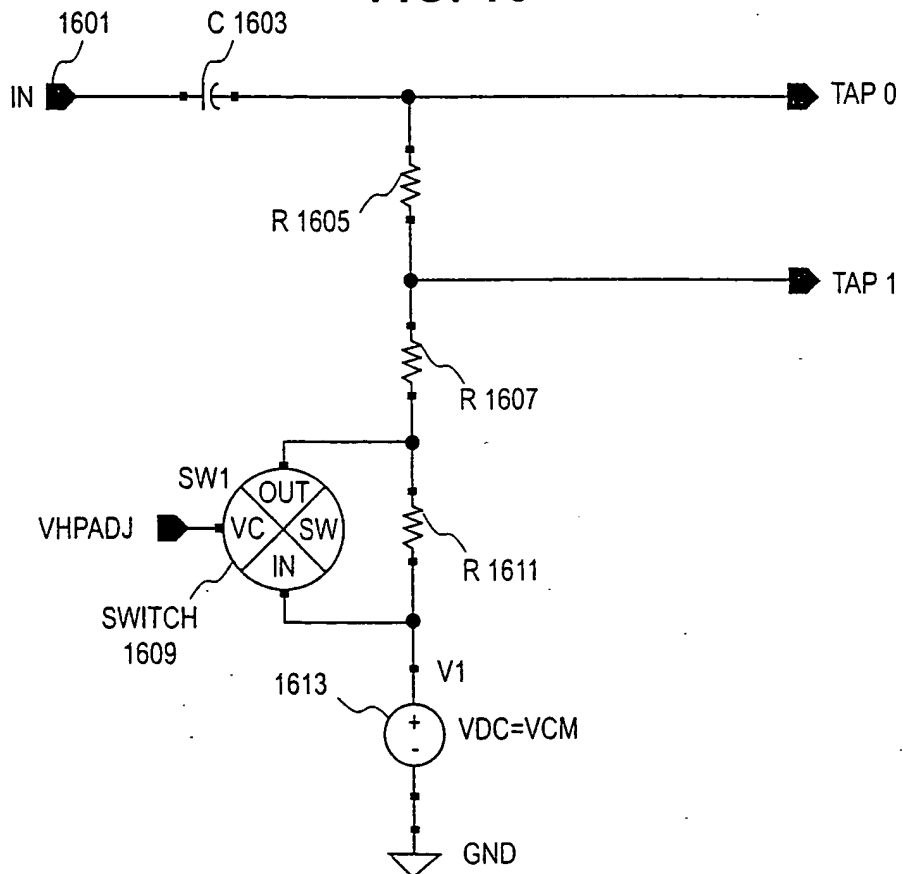 1601
C 1603
IN
TAP 0
R 1605
TAP 1
R 1607
SW1
OUT
VHPADJ
VC
SW
IN
R 1611
SWITCH
1609
V1
1613
+
VDC=VCM
-
GND